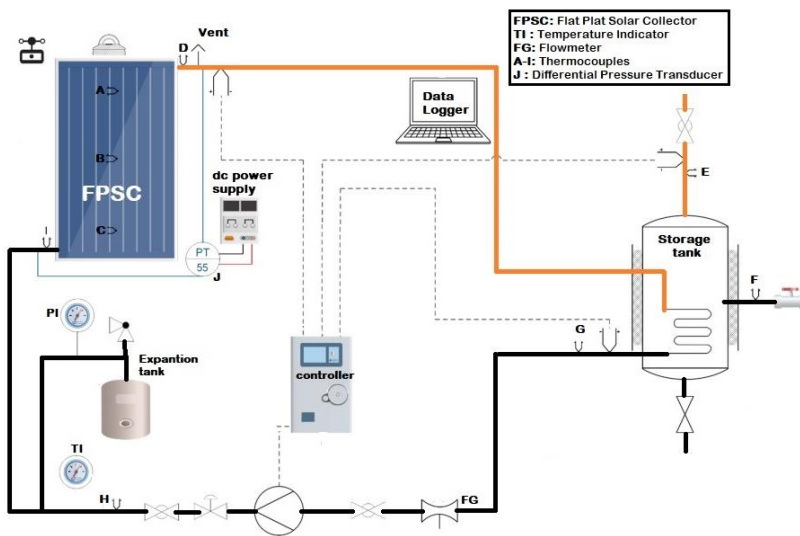 FPSC: Flat Plat Solar Collector
TI : Temperature Indicator
FG: Flowmeter
A-I: Thermocouples
J : Differential Pressure Transducer
D
Vent
A
Data
Logger
B
E
FPSC
dc power
supply
C
I
PT
55
J
Storage
tank
F
PI
G
Expantion
tank
controller
TI
H
FG